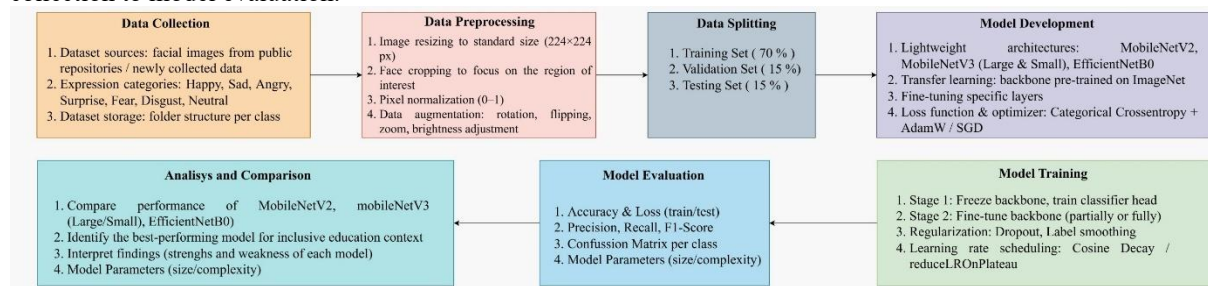 collection to model evaluation.
Data Collection
1. Dataset sources: facial images from public
repositories / newly collected data
2. Expression categories: Happy, Sad, Angry,
Surprise, Fear, Disgust, Neutral
3. Dataset storage: folder structure per class
Data Preprocessing
1. Image resizing to standard size (224×224
px)
2. Face cropping to focus on the region of
interest
3. Pixel normalization (0–1)
4. Data augmentation: rotation, flipping,
zoom, brightness adjustment
Data Splitting
1. Training Set ( 70 % )
2. Validation Set ( 15 %)
3. Testing Set ( 15 % )
Model Development
1. Lightweight architectures: MobileNetV2,
MobileNetV3 (Large & Small), EfficientNetB0
2. Transfer learning: backbone pre-trained on ImageNet
3. Fine-tuning specific layers
4. Loss function & optimizer: Categorical Crossentropy +
AdamW / SGD
Analisys and Comparison
1. Compare performance of MobileNetV2, mobileNetV3
(Large/Small), EfficientNetB0)
2. Identify the best-performing model for inclusive education context
3. Interpret findings (strenghs and weakness of each model)
4. Model Parameters (size/complexity)
Model Evaluation
1. Accuracy & Loss (train/test)
2. Precision, Recall, F1-Score
3. Confussion Matrix per class
4. Model Parameters (size/complexity)
Model Training
1. Stage 1: Freeze backbone, train classifier head
2. Stage 2: Fine-tune backbone (partially or fully)
3. Regularization: Dropout, Label smoothing
4. Learning rate scheduling: Cosine Decay /
reduceLROnPlateau